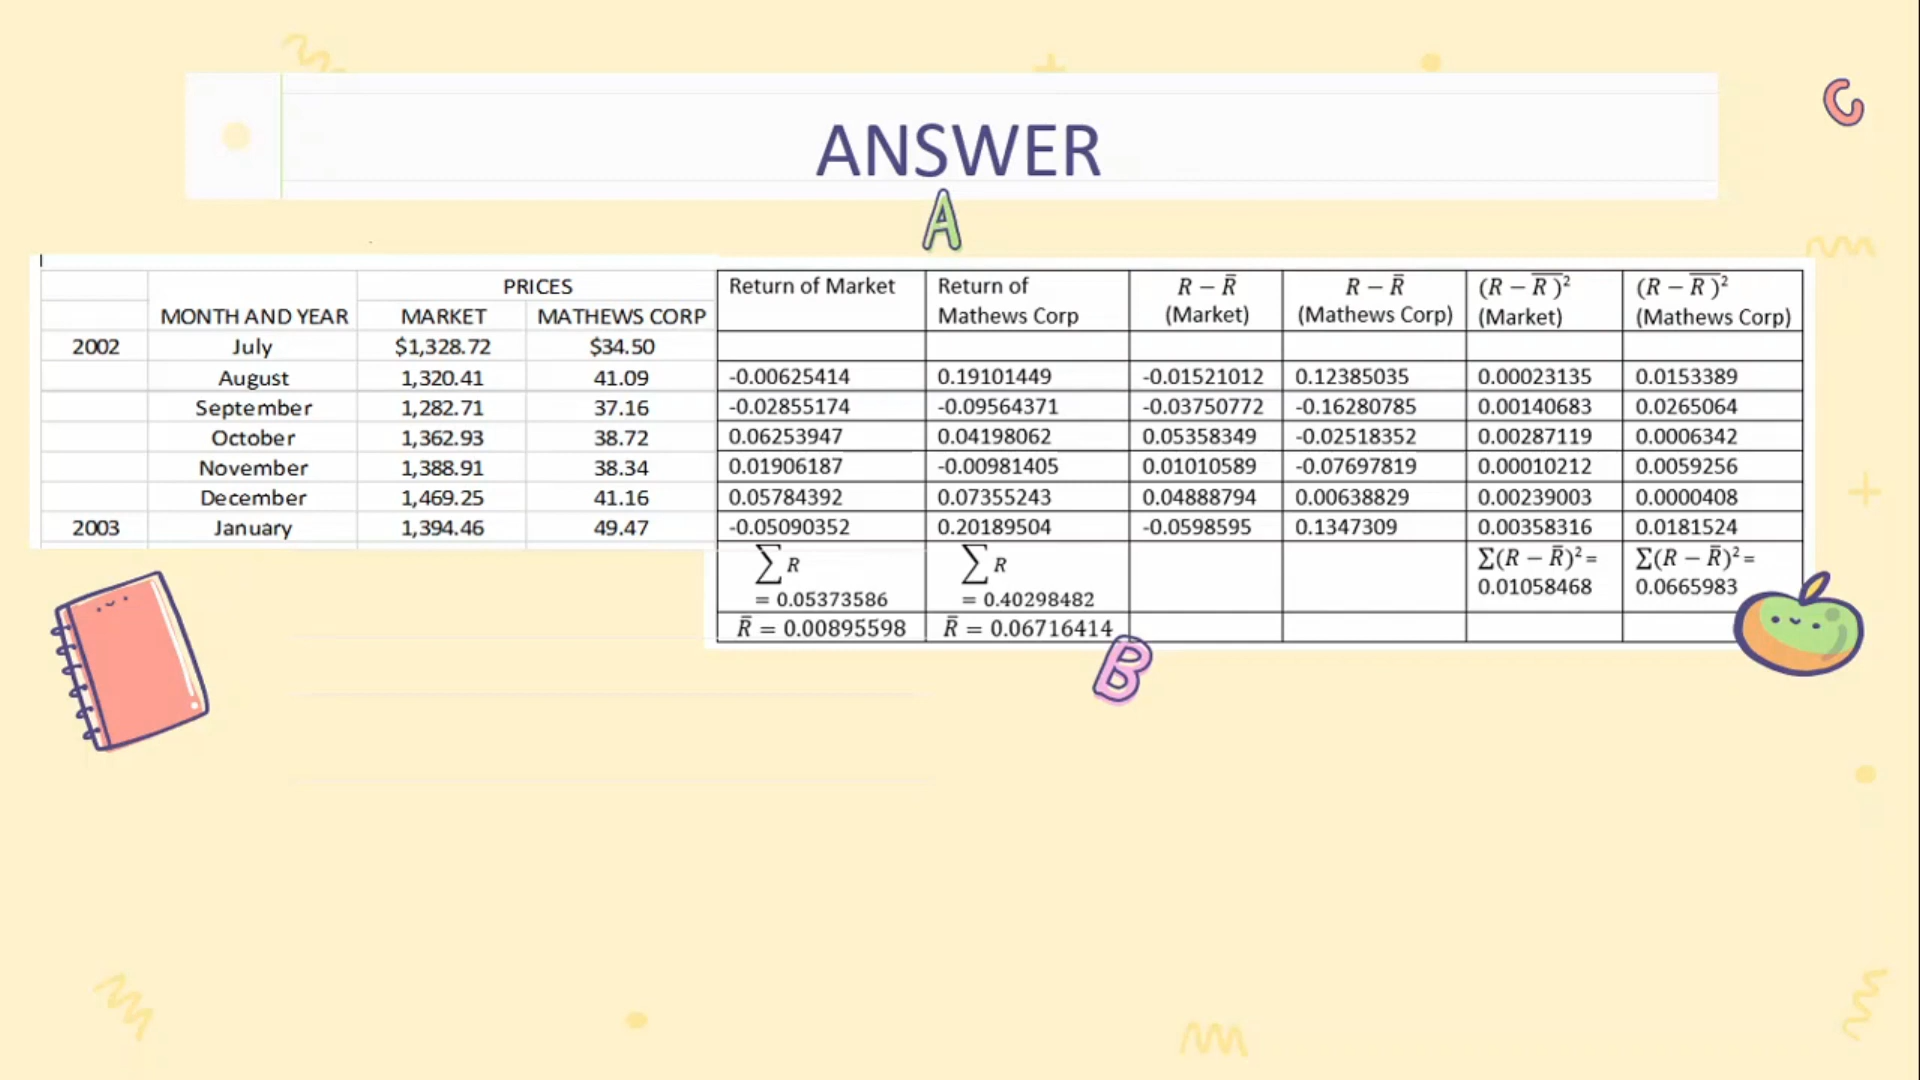 C
ANSWER
A
PRICES
MONTH AND YEAR MARKET MATHEWS CORP
Return of Market
Return of
Mathews Corp
R − R̄
(Market)
R − R̄
(Mathews Corp)
(R − R̅ )²
(Market)
(R − R̅ )²
(Mathews Corp)
2002 July $1,328.72 $34.50
August 1,320.41 41.09 -0.00625414 0.19101449 -0.01521012 0.12385035 0.00023135 0.0153389
September 1,282.71 37.16 -0.02855174 -0.09564371 -0.03750772 -0.16280785 0.00140683 0.0265064
October 1,362.93 38.72 0.06253947 0.04198062 0.05358349 -0.02518352 0.00287119 0.0006342
November 1,388.91 38.34 0.01906187 -0.00981405 0.01010589 -0.07697819 0.00010212 0.0059256
December 1,469.25 41.16 0.05784392 0.07355243 0.04888794 0.00638829 0.00239003 0.0000408
2003 January 1,394.46 49.47 -0.05090352 0.20189504 -0.0598595 0.1347309 0.00358316 0.0181524
∑ R
= 0.05373586
∑ R
= 0.40298482
∑(R − R̄)² =
0.01058468
∑(R − R̄)² =
0.0665983
R̄ = 0.00895598 R̄ = 0.06716414
B